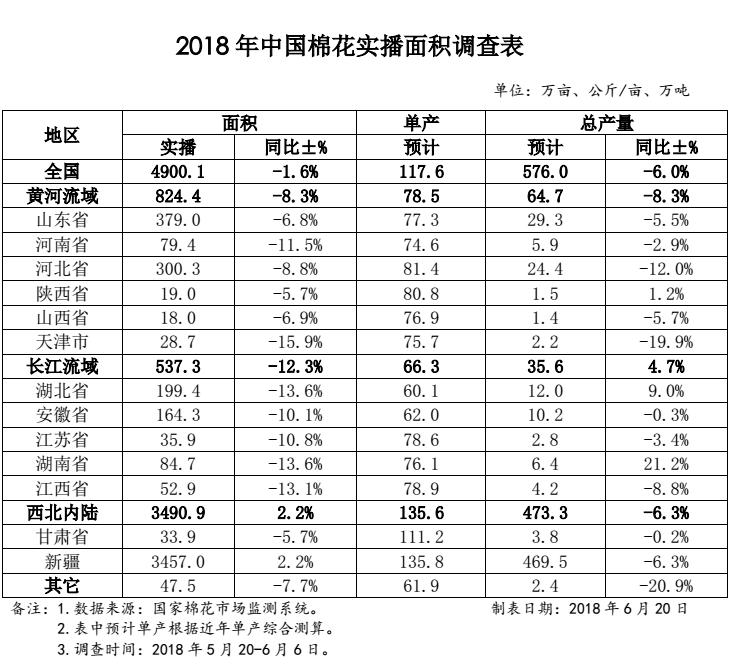 2018 年中国棉花实播面积调查表
单位：万亩、公斤/亩、万吨
地区 面积 单产 总产量
实播 同比±% 预计 预计 同比±%
全国 4900.1 -1.6% 117.6 576.0 -6.0%
黄河流域 824.4 -8.3% 78.5 64.7 -8.3%
山东省 379.0 -6.8% 77.3 29.3 -5.5%
河南省 79.4 -11.5% 74.6 5.9 -2.9%
河北省 300.3 -8.8% 81.4 24.4 -12.0%
陕西省 19.0 -5.7% 80.8 1.5 1.2%
山西省 18.0 -6.9% 76.9 1.4 -5.7%
天津市 28.7 -15.9% 75.7 2.2 -19.9%
长江流域 537.3 -12.3% 66.3 35.6 4.7%
湖北省 199.4 -13.6% 60.1 12.0 9.0%
安徽省 164.3 -10.1% 62.0 10.2 -0.3%
江苏省 35.9 -10.8% 78.6 2.8 -3.4%
湖南省 84.7 -13.6% 76.1 6.4 21.2%
江西省 52.9 -13.1% 78.9 4.2 -8.8%
西北内陆 3490.9 2.2% 135.6 473.3 -6.3%
甘肃省 33.9 -5.7% 111.2 3.8 -0.2%
新疆 3457.0 2.2% 135.8 469.5 -6.3%
其它 47.5 -7.7% 61.9 2.4 -20.9%
备注：1.数据来源：国家棉花市场监测系统。 制表日期：2018 年 6 月 20 日
2.表中预计单产根据近年单产综合测算。
3.调查时间：2018 年 5 月 20-6 月 6 日。